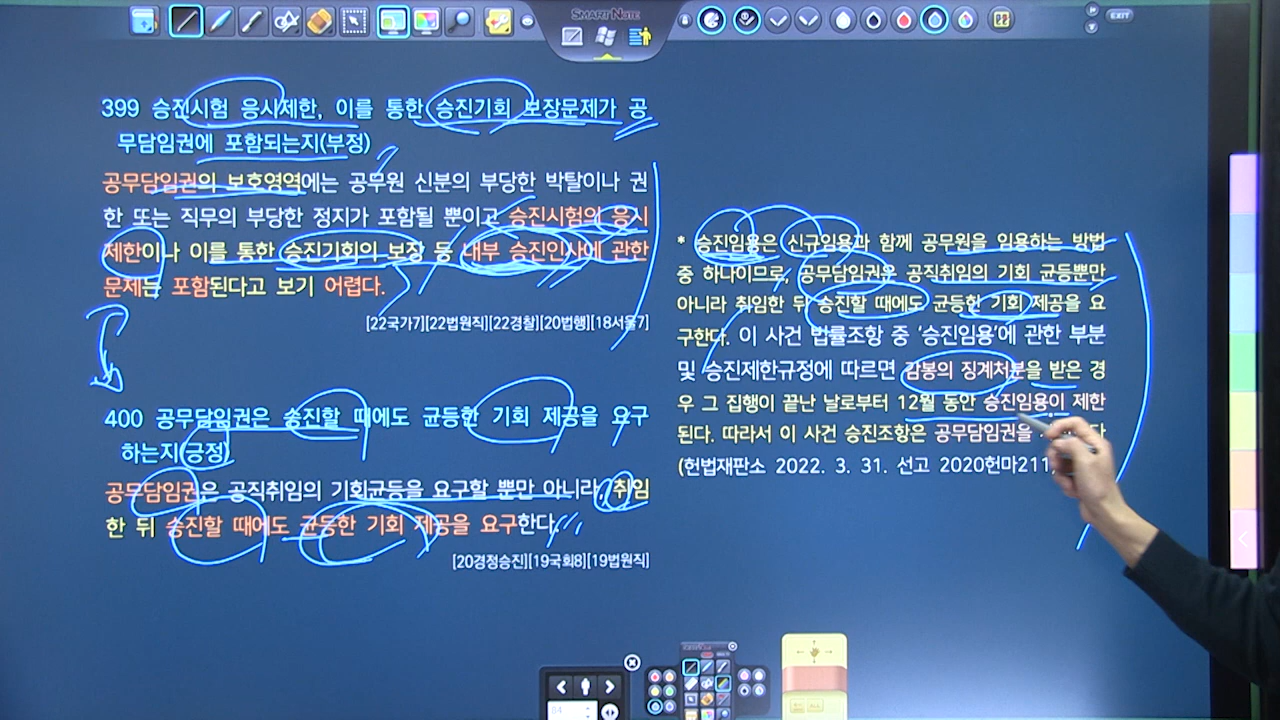 SMART NOTE
EXIT
399 승진시험 응시제한, 이를 통한 승진기회 보장문제가 공
무담임권에 포함되는지(부정)
공무담임권의 보호영역에는 공무원 신분의 부당한 박탈이나 권
한 또는 직무의 부당한 정지가 포함될 뿐이고 승진시험의 응시
제한이나 이를 통한 승진기회의 보장 등 내부 승진인사에 관한
문제는 포함된다고 보기 어렵다.
[22국가7][22법원직][22경찰][20법행][18서울7]
400 공무담임권은 승진할 때에도 균등한 기회 제공을 요구
하는지(긍정)
공무담임권은 공직취임의 기회균등을 요구할 뿐만 아니라, 취임
한 뒤 승진할 때에도 균등한 기회 제공을 요구한다.
[20경정승진][19국회8][19법원직]
* 승진임용은 신규임용과 함께 공무원을 임용하는 방법
중 하나이므로, 공무담임권은 공직취임의 기회 균등뿐만
아니라 취임한 뒤 승진할 때에도 균등한 기회 제공을 요
구한다. 이 사건 법률조항 중 '승진임용'에 관한 부분
및 승진제한규정에 따르면 감봉의 징계처분을 받은 경
우 그 집행이 끝난 날로부터 12월 동안 승진임용이 제한
된다. 따라서 이 사건 승진조항은 공무담임권을 다
(헌법재판소 2022. 3. 31. 선고 2020헌마211
84